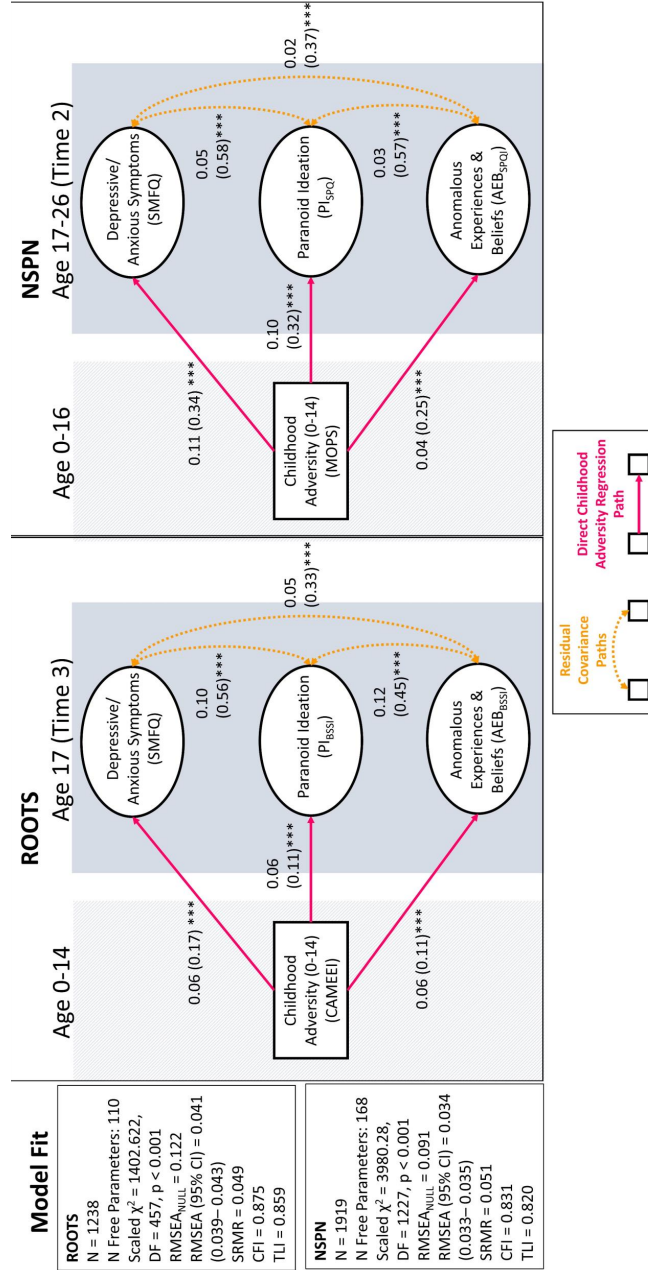 Model Fit
ROOTS
N = 1238
N Free Parameters: 110
Scaled χ² = 1402.622,
DF = 457, p < 0.001
RMSEA_NULL = 0.122
RMSEA (95% CI) = 0.041
(0.039– 0.043)
SRMR = 0.049
CFI = 0.875
TLI = 0.859
NSPN
N = 1919
N Free Parameters: 168
Scaled χ² = 3980.28,
DF = 1227, p < 0.001
RMSEA_NULL = 0.091
RMSEA (95% CI) = 0.034
(0.033– 0.035)
SRMR = 0.051
CFI = 0.831
TLI = 0.820
ROOTS
Age 0-14
Age 17 (Time 3)
Childhood
Adversity (0-14)
(CAMEEI)
0.06 (0.17) ***
0.06
(0.11)***
0.06 (0.11)***
Depressive/
Anxious Symptoms
(SMFQ)
0.10
(0.56)***
Paranoid Ideation
(PI_BSSI)
0.12
(0.45)***
Anomalous
Experiences &
Beliefs (AEB_BSSI)
0.05
(0.33)***
NSPN
Age 0-16
Age 17-26 (Time 2)
Childhood
Adversity (0-14)
(MOPS)
0.11 (0.34) ***
0.10
(0.32)***
0.04 (0.25)***
Depressive/
Anxious Symptoms
(SMFQ)
0.05
(0.58)***
Paranoid Ideation
(PI_SPQ)
0.03
(0.57)***
Anomalous
Experiences &
Beliefs (AEB_SPQ)
0.02
(0.37)***
Residual
Covariance
Paths
Direct Childhood
Adversity Regression
Path